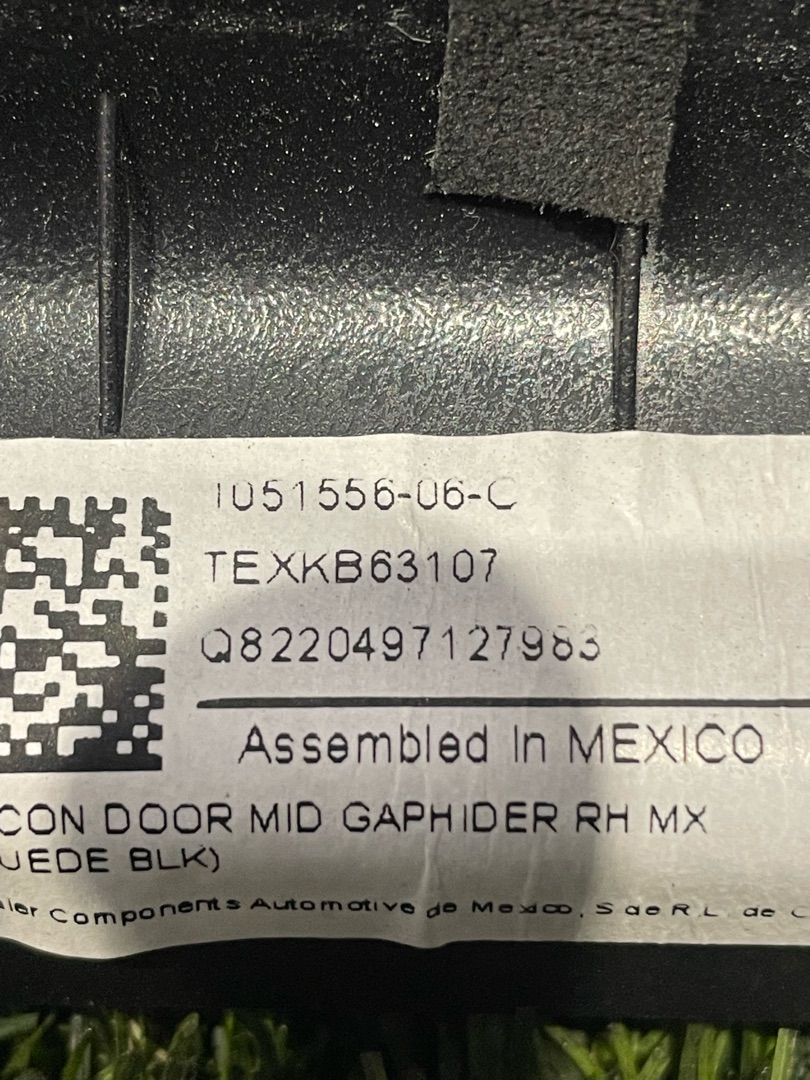 1051556-06-C
TEXKB63107
Q8220497127983
Assembled In MEXICO
CON DOOR MID GAPHIDER RH MX
UEDE BLK)
Components Automotive de Mexico, S de R.L. de